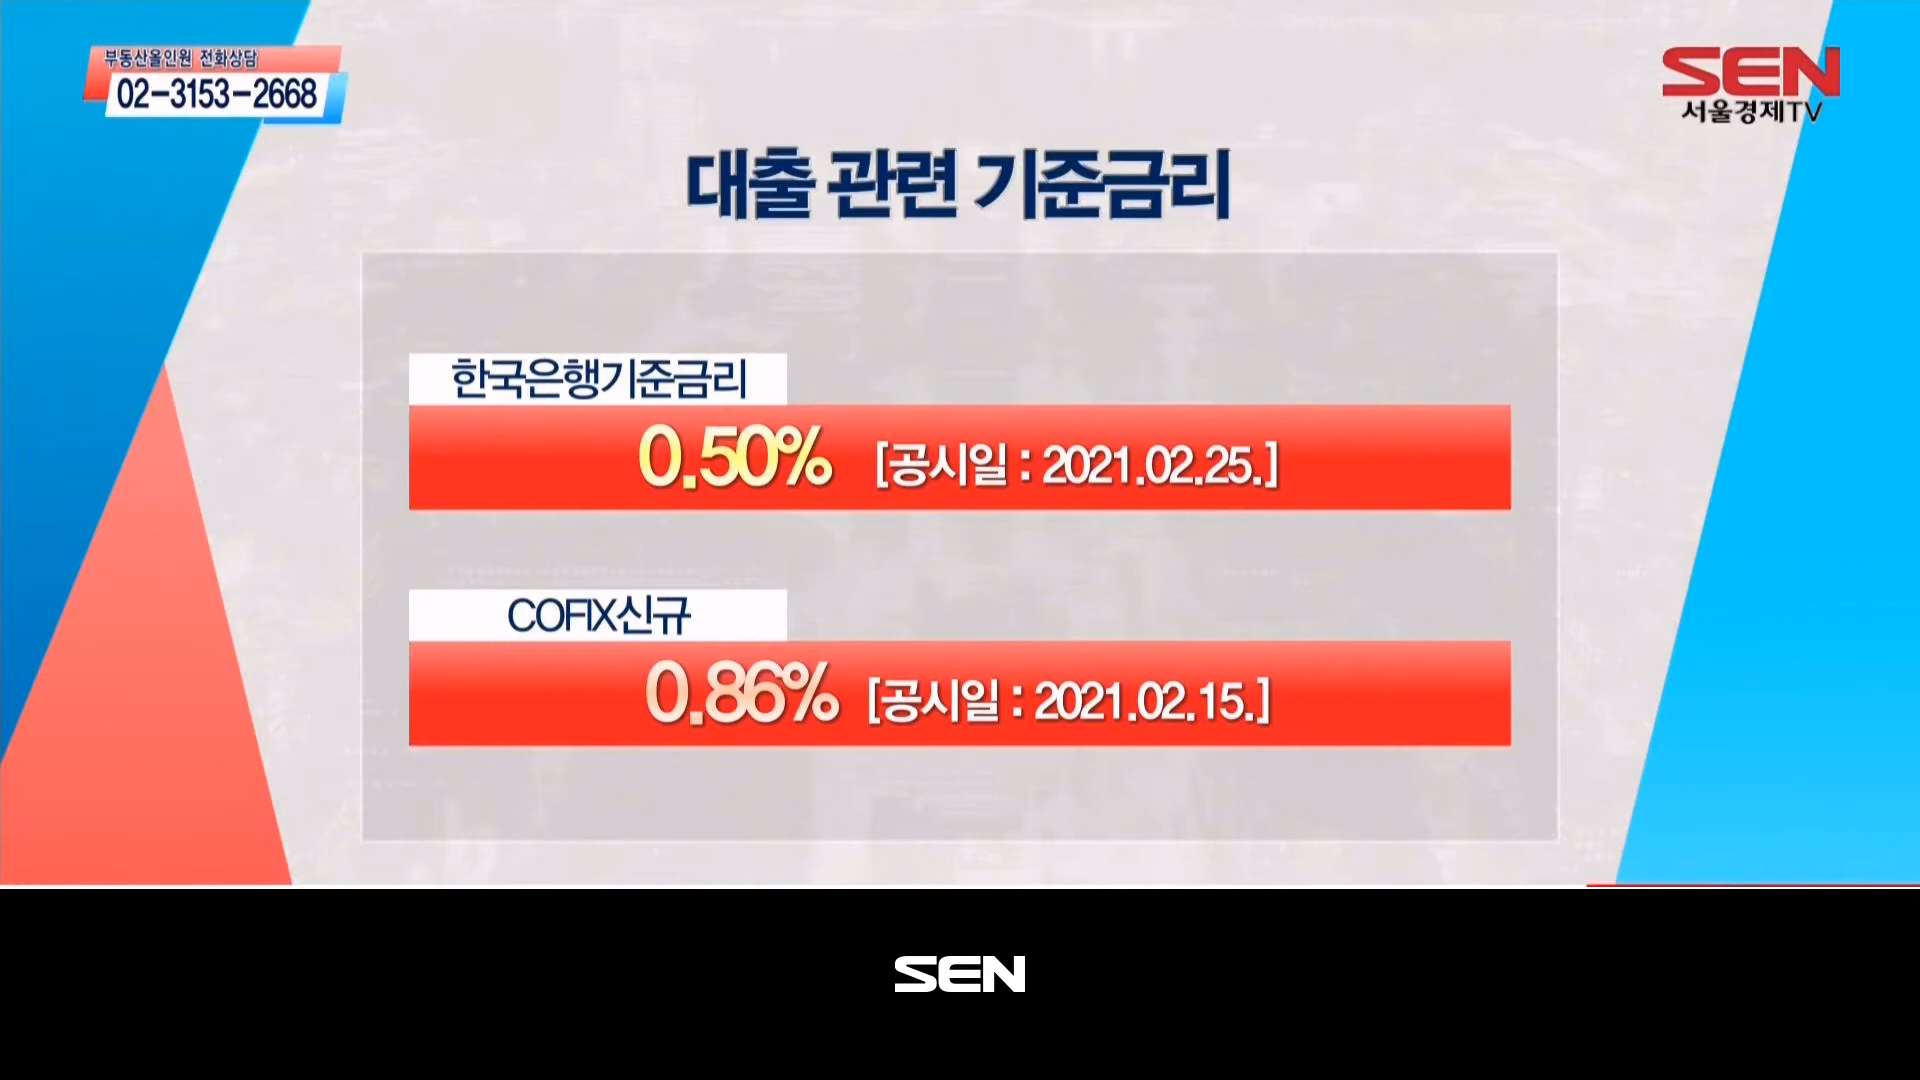 부동산올인원 전화상담
02-3153-2668
SEN
서울경제TV
대출 관련 기준금리
한국은행기준금리
0.50% [공시일 : 2021.02.25.]
COFIX신규
0.86% [공시일 : 2021.02.15.]
SEN